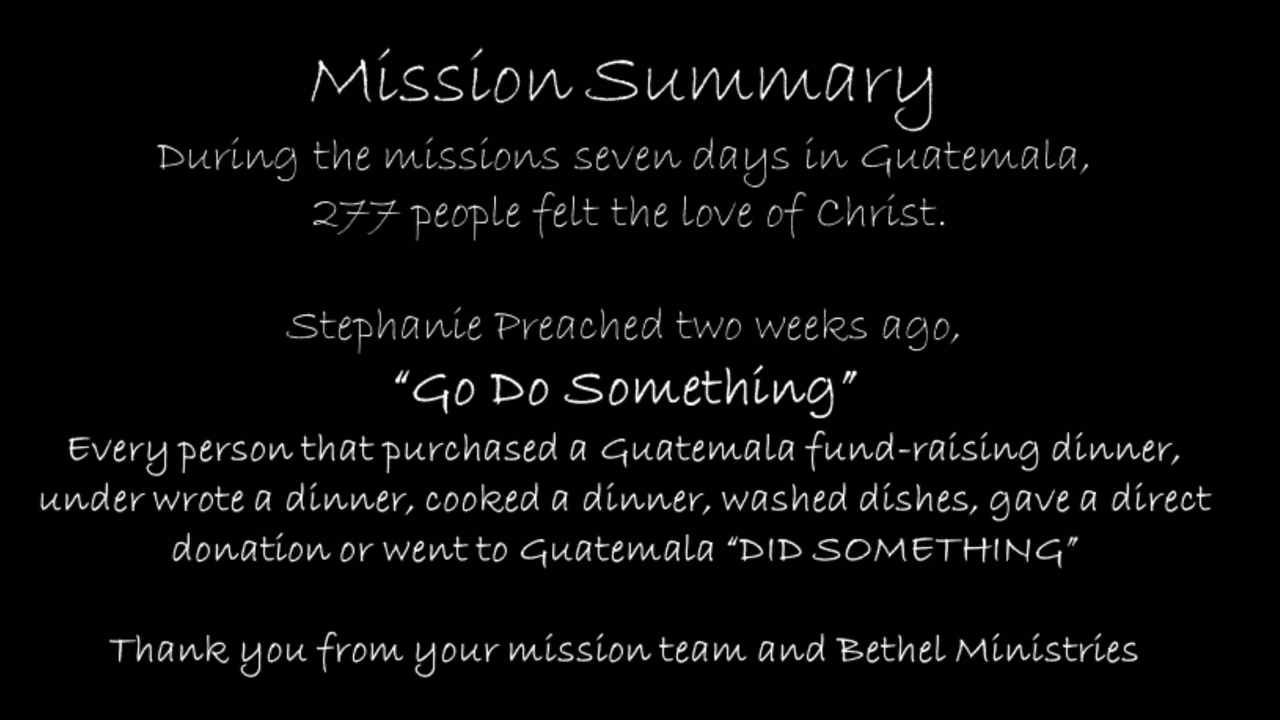 Mission Summary
During the missions seven days in Guatemala,
277 people felt the love of Christ.
Stephanie Preached two weeks ago,
“Go Do Something”
Every person that purchased a Guatemala fund-raising dinner,
under wrote a dinner, cooked a dinner, washed dishes, gave a direct
donation or went to Guatemala “DID SOMETHING”
Thank you from your mission team and Bethel Ministries